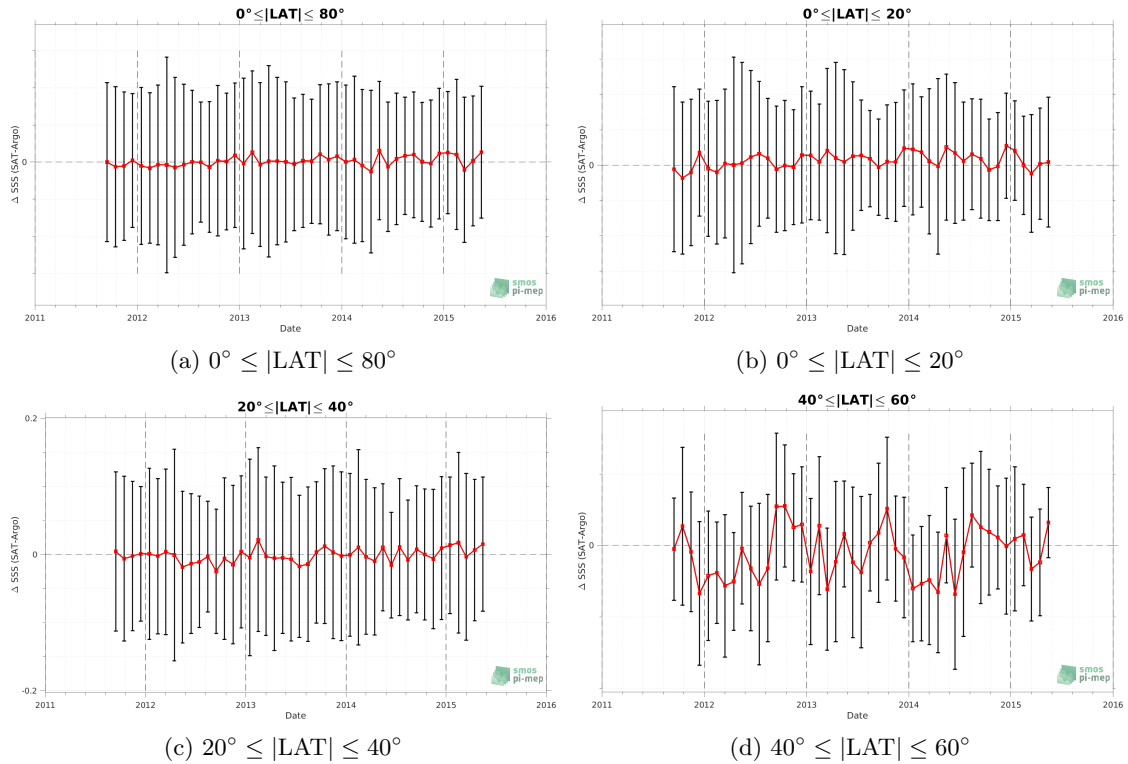 0°≤|LAT|≤ 80°
Δ SSS (SAT-Argo)
0
2011 2012 2013 2014 2015 2016
Date
smos
pi-mep
(a) 0° ≤ |LAT| ≤ 80°
0°≤|LAT|≤ 20°
Δ SSS (SAT-Argo)
0
2011 2012 2013 2014 2015 2016
Date
smos
pi-mep
(b) 0° ≤ |LAT| ≤ 20°
20°≤|LAT|≤ 40°
Δ SSS (SAT-Argo)
0.2
0
-0.2
2011 2012 2013 2014 2015 2016
Date
smos
pi-mep
(c) 20° ≤ |LAT| ≤ 40°
40°≤|LAT|≤ 60°
Δ SSS (SAT-Argo)
0
2011 2012 2013 2014 2015 2016
Date
smos
pi-mep
(d) 40° ≤ |LAT| ≤ 60°